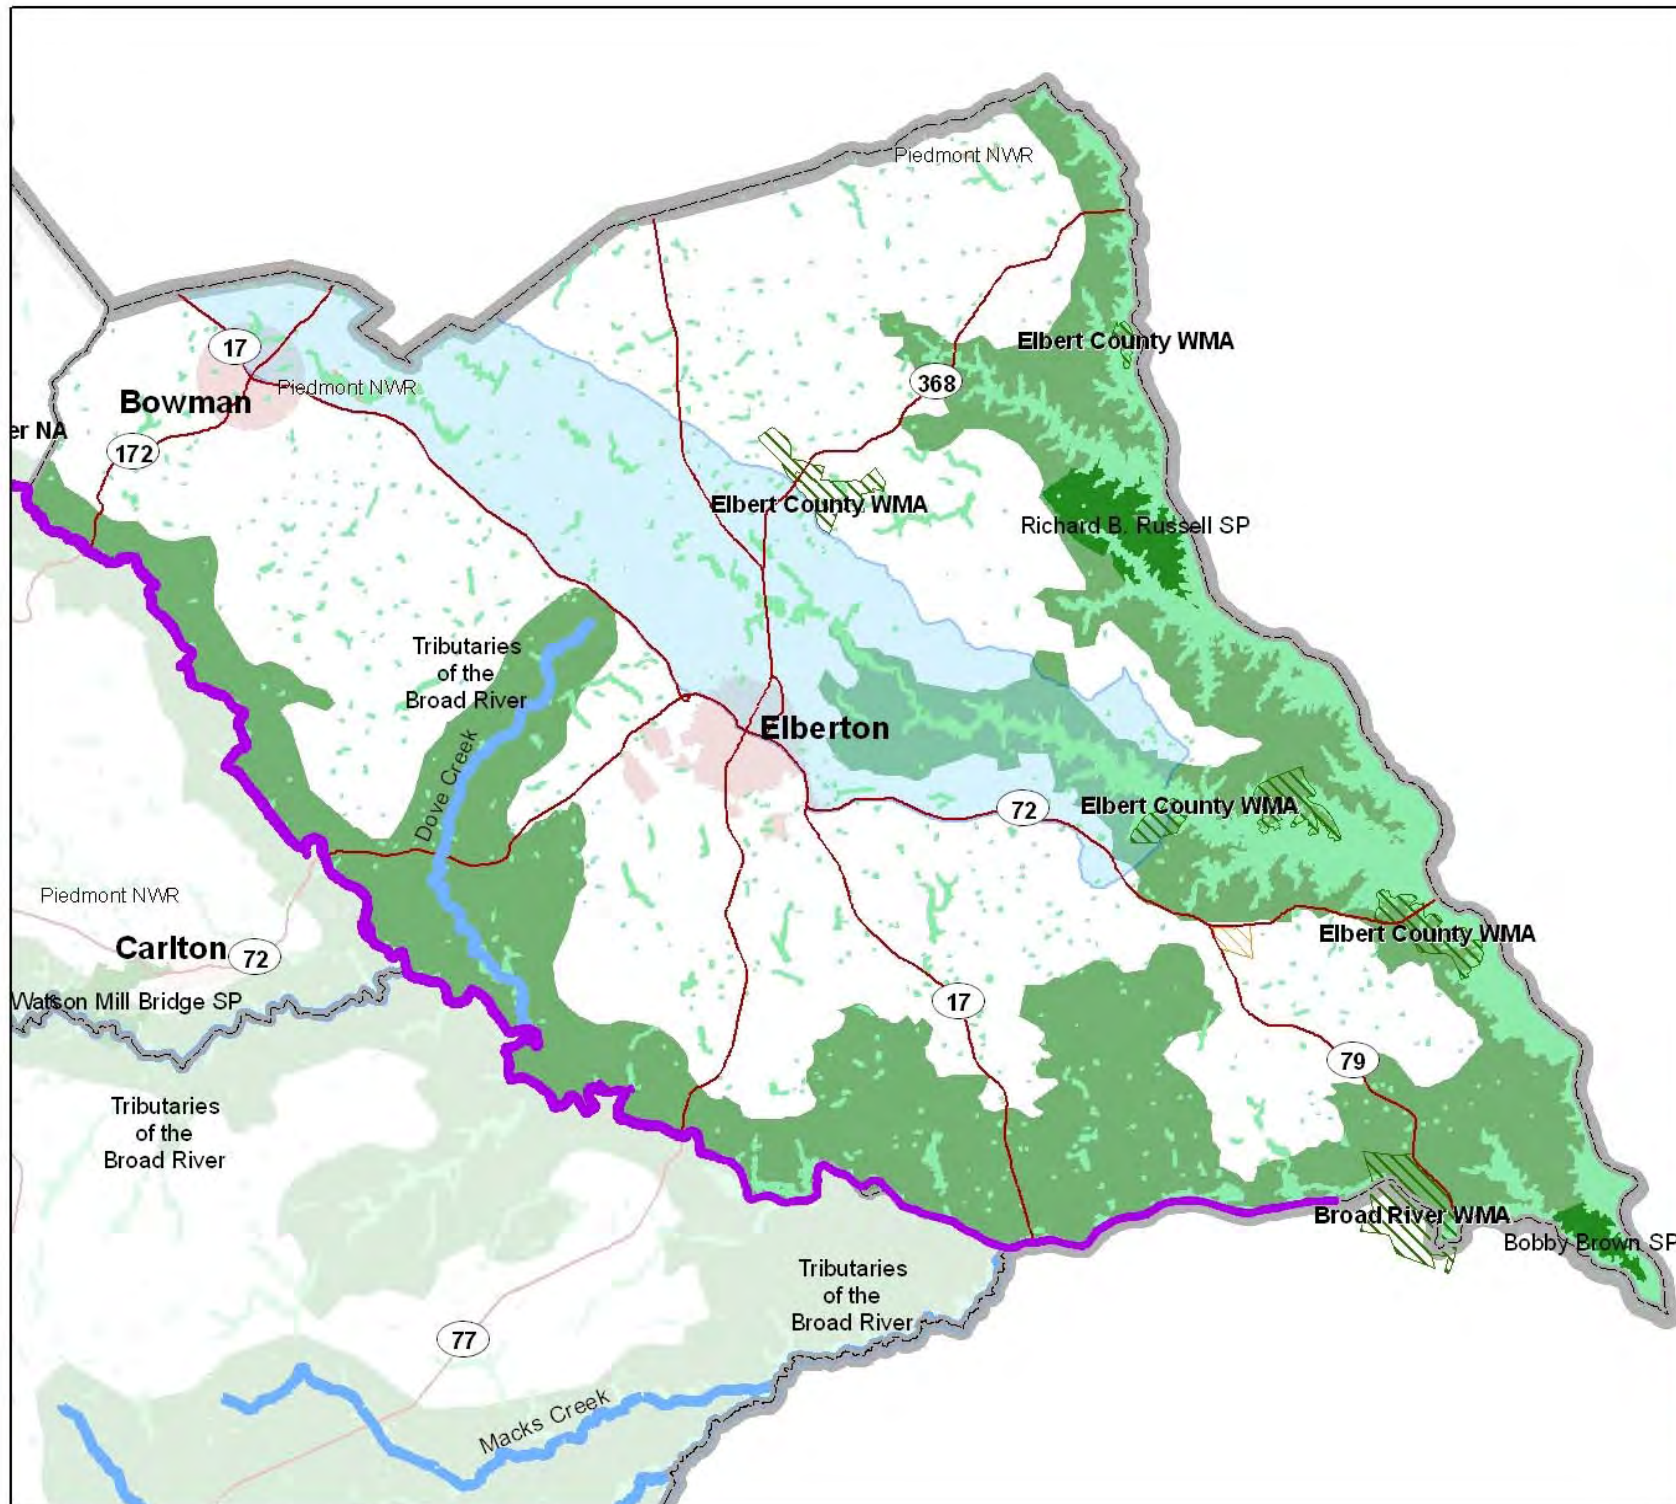 Piedmont NWR
Elbert County WMA
17
368
Piedmont NWR
Bowman
er NA
172
Elbert County WMA
Richard B. Russell SP
Tributaries
of the
Broad River
Elberton
Dove Creek
72
Elbert County WMA
Piedmont NWR
Carlton
72
Elbert County WMA
Watson Mill Bridge SP
17
79
Tributaries
of the
Broad River
Broad River WMA
Bobby Brown SP
Tributaries
of the
Broad River
77
Macks Creek